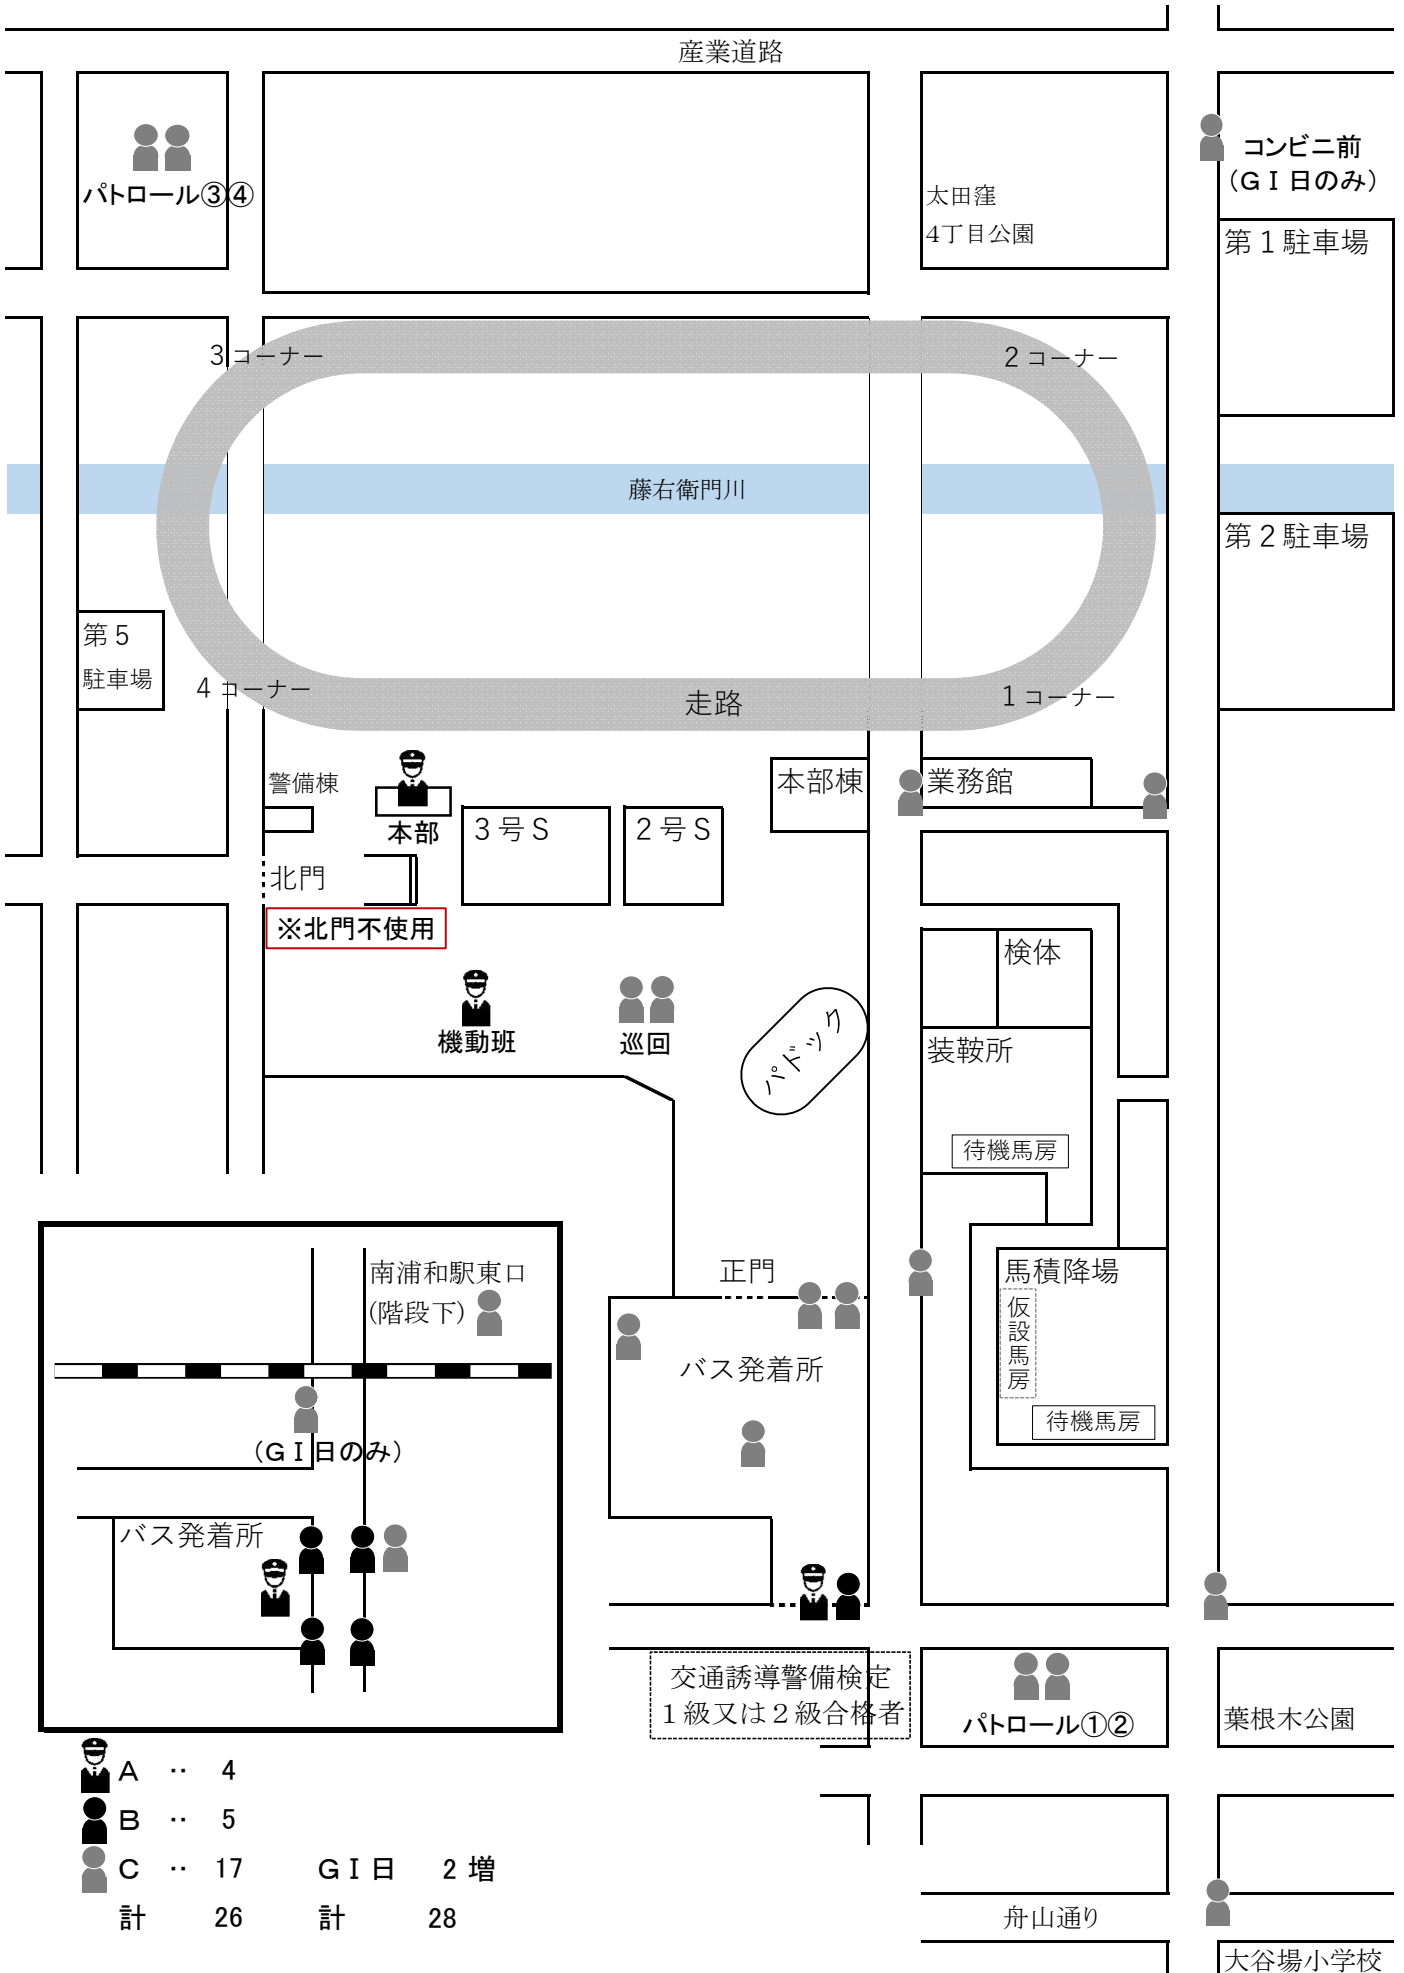 産業道路
パトロール③④
コンビニ前
（ＧⅠ日のみ）
太田窪
4丁目公園
第１駐車場
３コーナー
２コーナー
藤右衛門川
第２駐車場
第５
駐車場
４コーナー
走路
１コーナー
警備棟
本部
３号Ｓ
２号Ｓ
本部棟
業務館
北門
※北門不使用
検体
機動班
巡回
パドック
装鞍所
待機馬房
正門
馬積降場
仮設馬房
待機馬房
バス発着所
南浦和駅東口
(階段下)
（ＧⅠ日のみ）
バス発着所
交通誘導警備検定
１級又は２級合格者
パトロール①②
葉根木公園
Ａ ‥ 4
Ｂ ‥ 5
Ｃ ‥ 17 ＧⅠ日 2 増
計 26 計 28
舟山通り
大谷場小学校